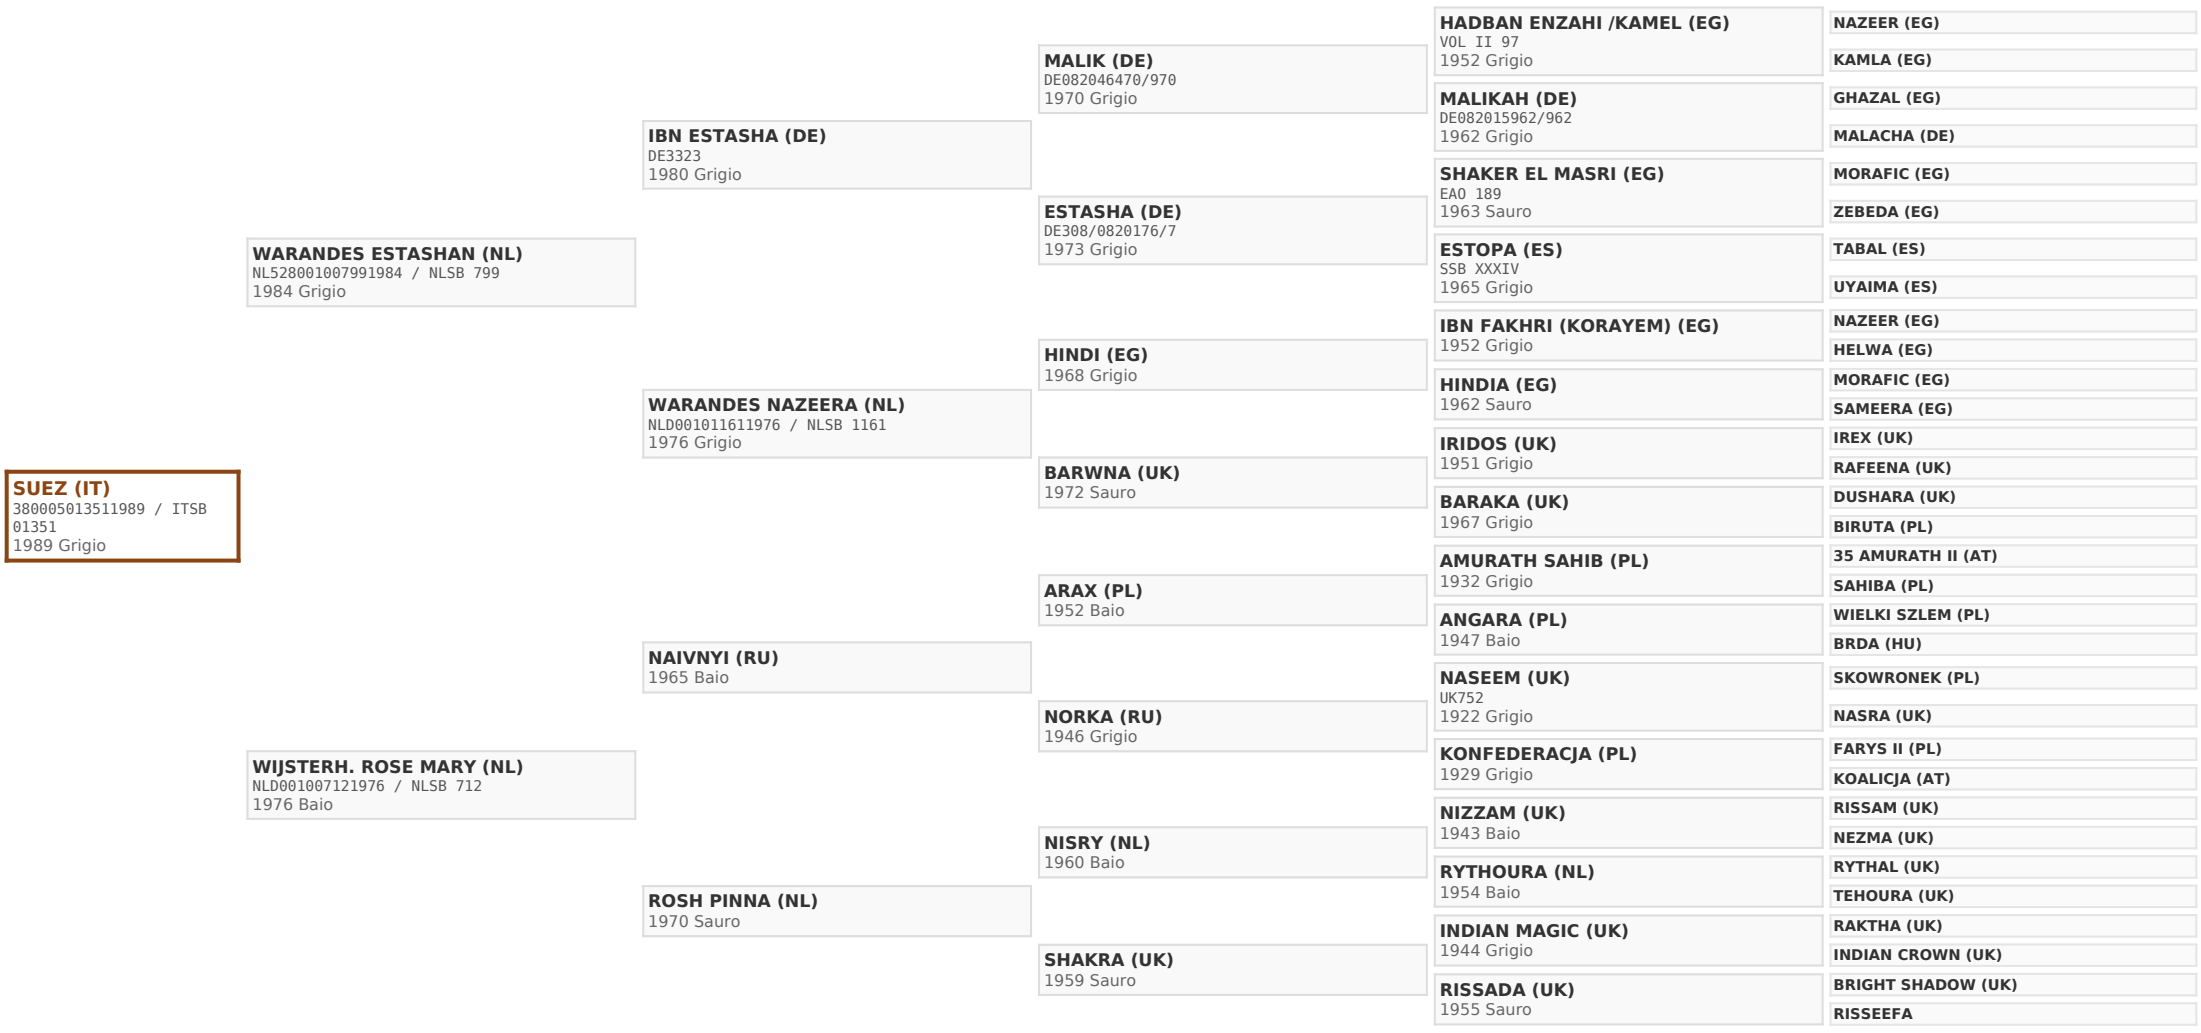 SUEZ (IT)
380005013511989 / ITSB
01351
1989 Grigio
WARANDES ESTASHAN (NL)
NL528001007991984 / NLSB 799
1984 Grigio
WIJSTERH. ROSE MARY (NL)
NLD001007121976 / NLSB 712
1976 Baio
IBN ESTASHA (DE)
DE3323
1980 Grigio
WARANDES NAZEERA (NL)
NLD001011611976 / NLSB 1161
1976 Grigio
NAIVNYI (RU)
1965 Baio
ROSH PINNA (NL)
1970 Sauro
MALIK (DE)
DE082046470/970
1970 Grigio
ESTASHA (DE)
DE308/0820176/7
1973 Grigio
HINDI (EG)
1968 Grigio
BARWNA (UK)
1972 Sauro
ARAX (PL)
1952 Baio
NORKA (RU)
1946 Grigio
NISRY (NL)
1960 Baio
SHAKRA (UK)
1959 Sauro
HADBAN ENZAHI /KAMEL (EG)
VOL II 97
1952 Grigio
MALIKAH (DE)
DE082015962/962
1962 Grigio
SHAKER EL MASRI (EG)
EAO 189
1963 Sauro
ESTOPA (ES)
SSB XXXIV
1965 Grigio
IBN FAKHRI (KORAYEM) (EG)
1952 Grigio
HINDIA (EG)
1962 Sauro
IRIDOS (UK)
1951 Grigio
BARAKA (UK)
1967 Grigio
AMURATH SAHIB (PL)
1932 Grigio
ANGARA (PL)
1947 Baio
NASEEM (UK)
UK752
1922 Grigio
KONFEDERACJA (PL)
1929 Grigio
NIZZAM (UK)
1943 Baio
RYTHOURA (NL)
1954 Baio
INDIAN MAGIC (UK)
1944 Grigio
RISSADA (UK)
1955 Sauro
NAZEER (EG)
KAMLA (EG)
GHAZAL (EG)
MALACHA (DE)
MORAFIC (EG)
ZEBEDA (EG)
TABAL (ES)
UYAIMA (ES)
NAZEER (EG)
HELWA (EG)
MORAFIC (EG)
SAMEERA (EG)
IREX (UK)
RAFEENA (UK)
DUSHARA (UK)
BIRUTA (PL)
35 AMURATH II (AT)
SAHIBA (PL)
WIELKI SZLEM (PL)
BRDA (HU)
SKOWRONEK (PL)
NASRA (UK)
FARYS II (PL)
KOALICJA (AT)
RISSAM (UK)
NEZMA (UK)
RYTHAL (UK)
TEHOURA (UK)
RAKTHA (UK)
INDIAN CROWN (UK)
BRIGHT SHADOW (UK)
RISSEEFA